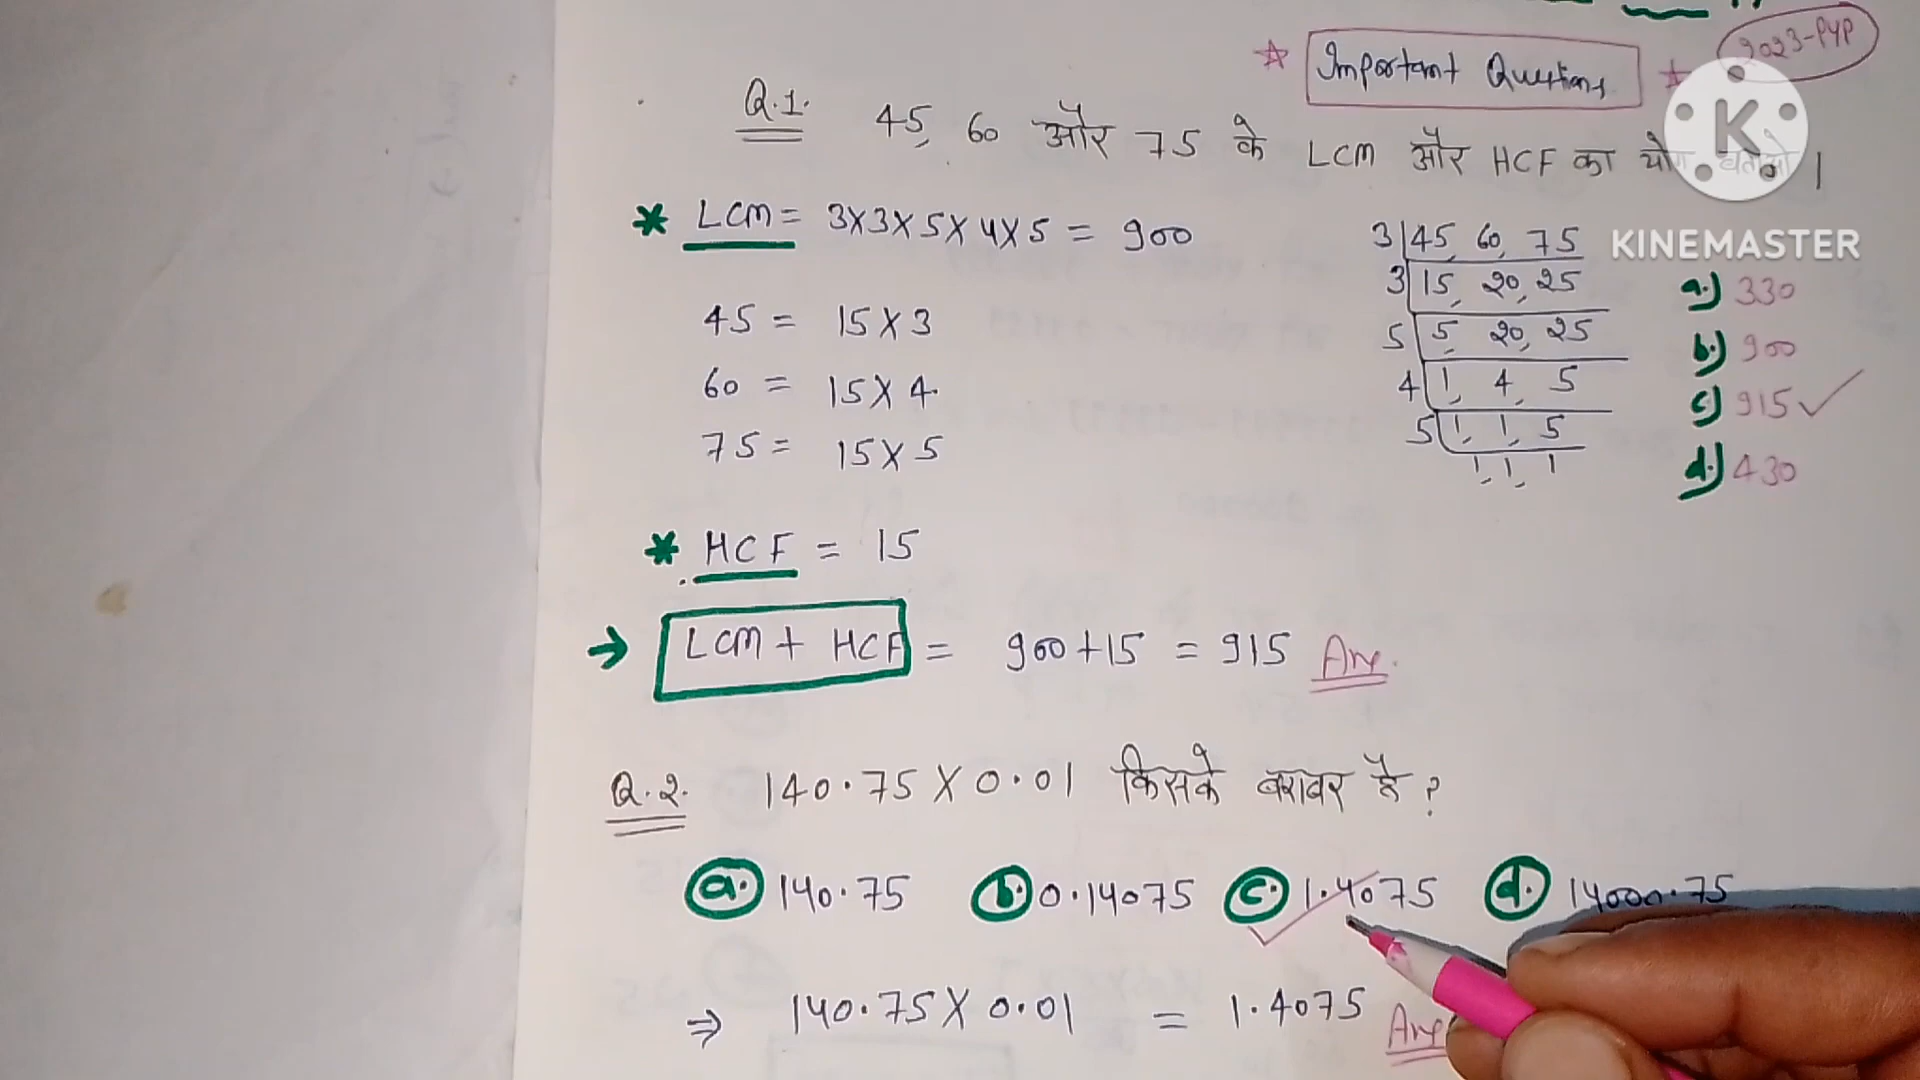 2023-PYP
Important Questions
Q.1. 45, 60 और 75 के LCM और HCF का योग बताओ ।
KINEMASTER
LCM = 3X3X5X4X5 = 900
3 45, 60, 75
3 15, 20, 25
5 5, 20, 25
4 1, 4, 5
5 1, 1, 5
1, 1, 1
a.) 330
b.) 900
c.) 915 ✓
d.) 430
45 = 15X3
60 = 15X4
75 = 15X5
HCF = 15
→ LCM + HCF = 900+15 = 915 Ans.
Q.2. 140.75 X 0.01 किसके बराबर है ?
a. 140.75 b. 0.14075 c. 1.4075 d. 14000.75
⇒ 140.75 X 0.01 = 1.4075 Ans